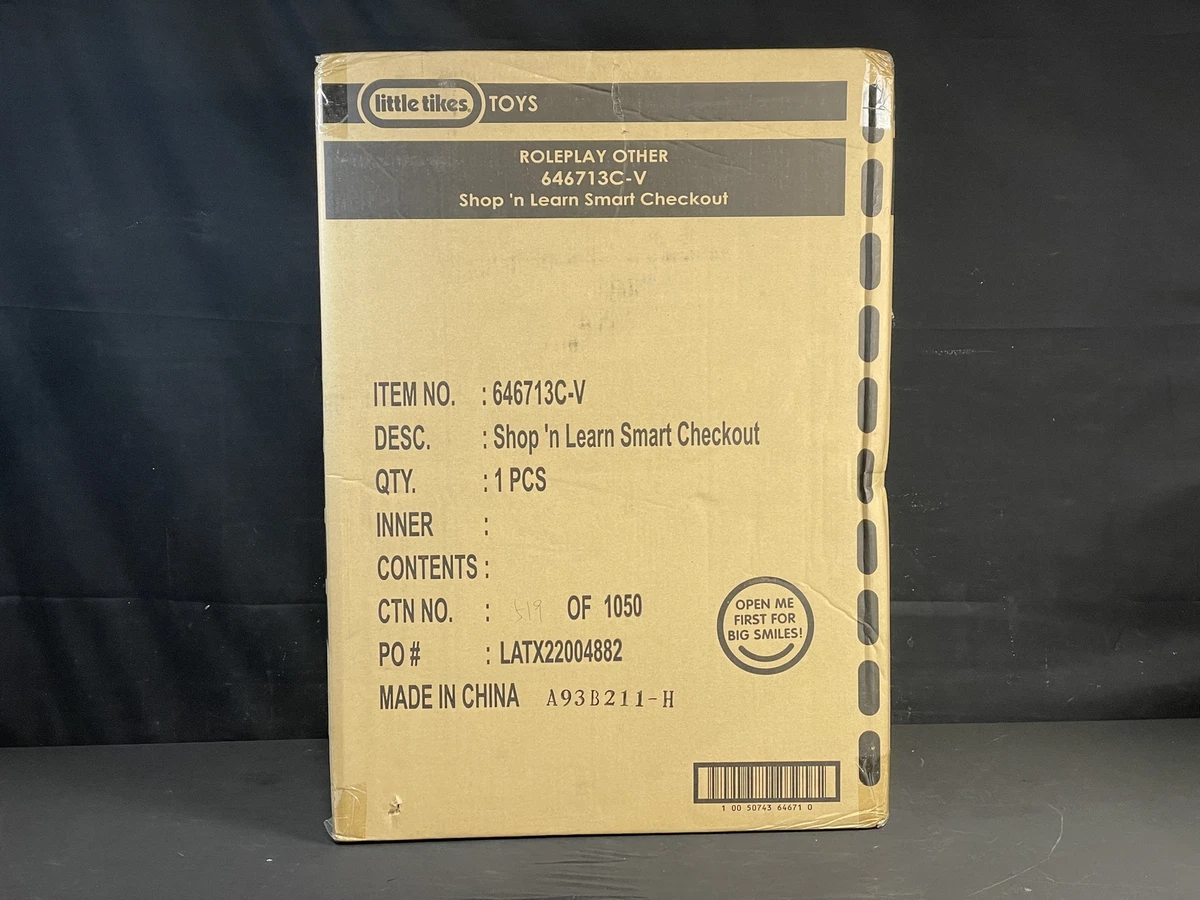 little tikes TOYS
ROLEPLAY OTHER
646713C-V
Shop 'n Learn Smart Checkout
ITEM NO. : 646713C-V
DESC. : Shop 'n Learn Smart Checkout
QTY. : 1 PCS
INNER :
CONTENTS :
CTN NO. : 519 OF 1050
PO # : LATX22004882
MADE IN CHINA A93B211-H
OPEN ME
FIRST FOR
BIG SMILES!
1 00 50743 64671 0